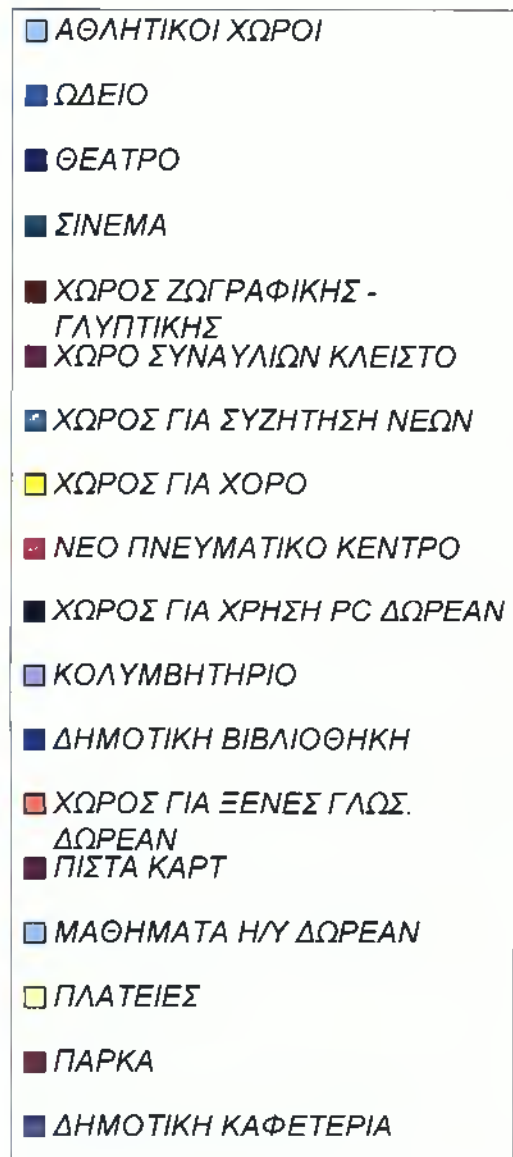 ΑΘΛΗΤΙΚΟΙ ΧΩΡΟΙ
ΩΔΕΙΟ
ΘΕΑΤΡΟ
ΣΙΝΕΜΑ
ΧΩΡΟΣ ΖΩΓΡΑΦΙΚΗΣ -
ΓΛΥΠΤΙΚΗΣ
ΧΩΡΟ ΣΥΝΑΥΛΙΩΝ ΚΛΕΙΣΤΟ
ΧΩΡΟΣ ΓΙΑ ΣΥΖΗΤΗΣΗ ΝΕΩΝ
ΧΩΡΟΣ ΓΙΑ ΧΟΡΟ
ΝΕΟ ΠΝΕΥΜΑΤΙΚΟ ΚΕΝΤΡΟ
ΧΩΡΟΣ ΓΙΑ ΧΡΗΣΗ PC ΔΩΡΕΑΝ
ΚΟΛΥΜΒΗΤΗΡΙΟ
ΔΗΜΟΤΙΚΗ ΒΙΒΛΙΟΘΗΚΗ
ΧΩΡΟΣ ΓΙΑ ΞΕΝΕΣ ΓΛΩΣ.
ΔΩΡΕΑΝ
ΠΙΣΤΑ ΚΑΡΤ
ΜΑΘΗΜΑΤΑ Η/Υ ΔΩΡΕΑΝ
ΠΛΑΤΕΙΕΣ
ΠΑΡΚΑ
ΔΗΜΟΤΙΚΗ ΚΑΦΕΤΕΡΙΑ